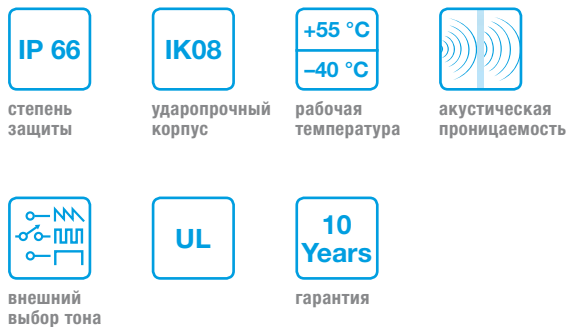 IP 66
IK08
+55 °C
–40 °C
степень
защиты
ударопрочный
корпус
рабочая
температура
акустическая
проницаемость
UL
10
Years
внешний
выбор тона
гарантия